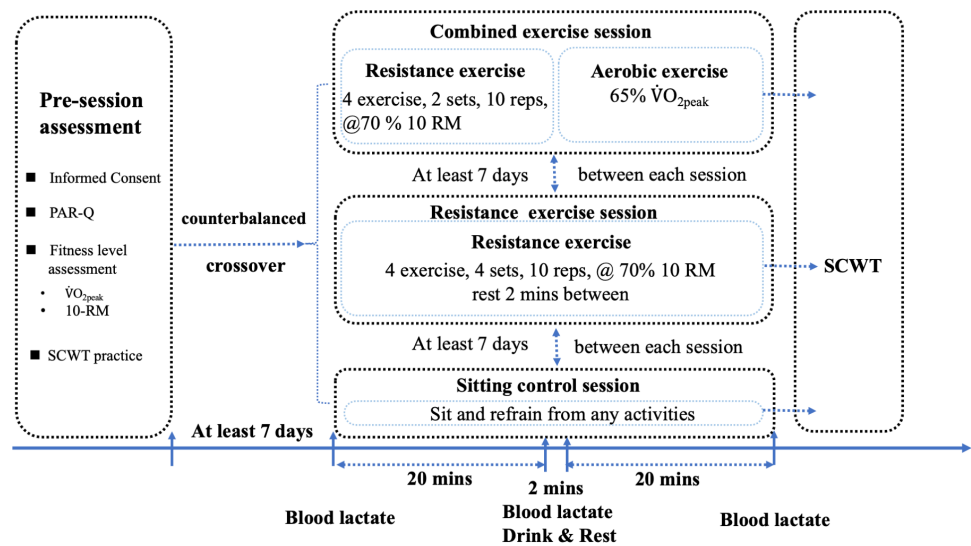 Pre-session
assessment
■ Informed Consent
■ PAR-Q
■ Fitness level
assessment
• V̇O2peak
• 10-RM
■ SCWT practice
counterbalanced
crossover
Combined exercise session
Resistance exercise
4 exercise, 2 sets, 10 reps,
@70 % 10 RM
Aerobic exercise
65% V̇O2peak
At least 7 days between each session
Resistance exercise session
Resistance exercise
4 exercise, 4 sets, 10 reps, @ 70% 10 RM
rest 2 mins between
At least 7 days between each session
Sitting control session
Sit and refrain from any activities
SCWT
At least 7 days
20 mins
2 mins
20 mins
Blood lactate
Blood lactate
Drink & Rest
Blood lactate